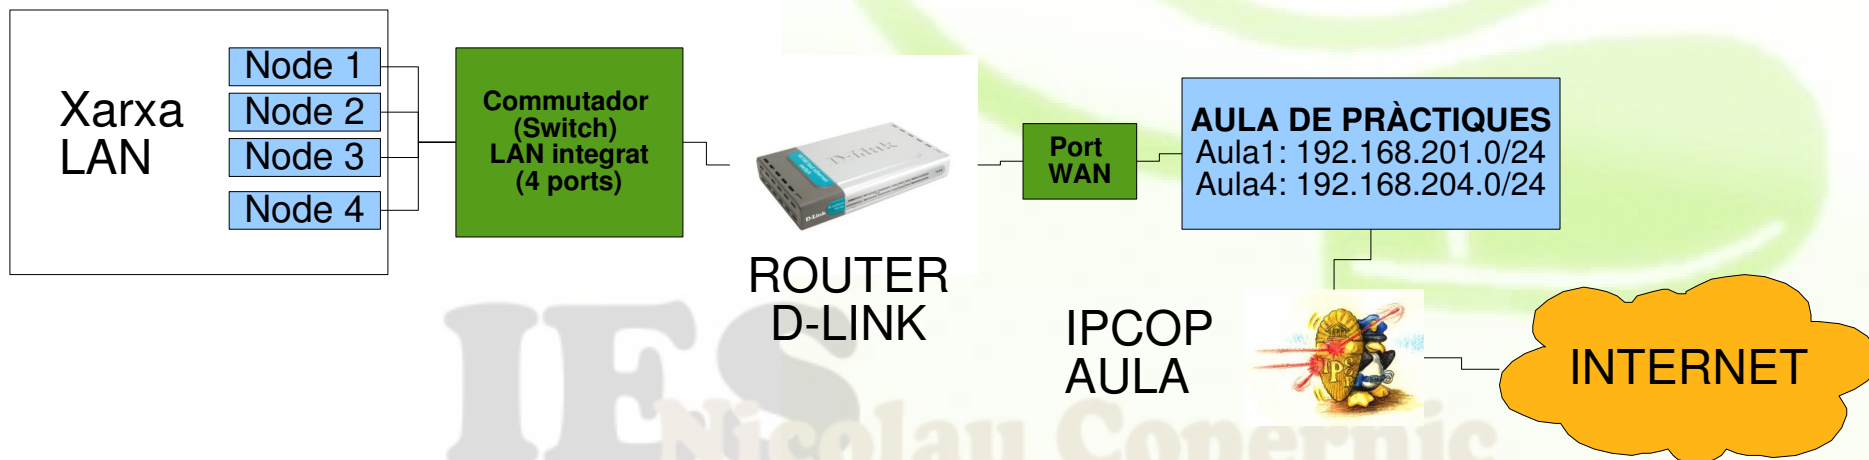 Xarxa
LAN
Node 1
Node 2
Node 3
Node 4
Commutador
(Switch)
LAN integrat
(4 ports)
D-Link
D-Link
ROUTER
D-LINK
Port
WAN
AULA DE PRÀCTIQUES
Aula1: 192.168.201.0/24
Aula4: 192.168.204.0/24
IPCOP
AULA
INTERNET
IES
Nicolau Copernic